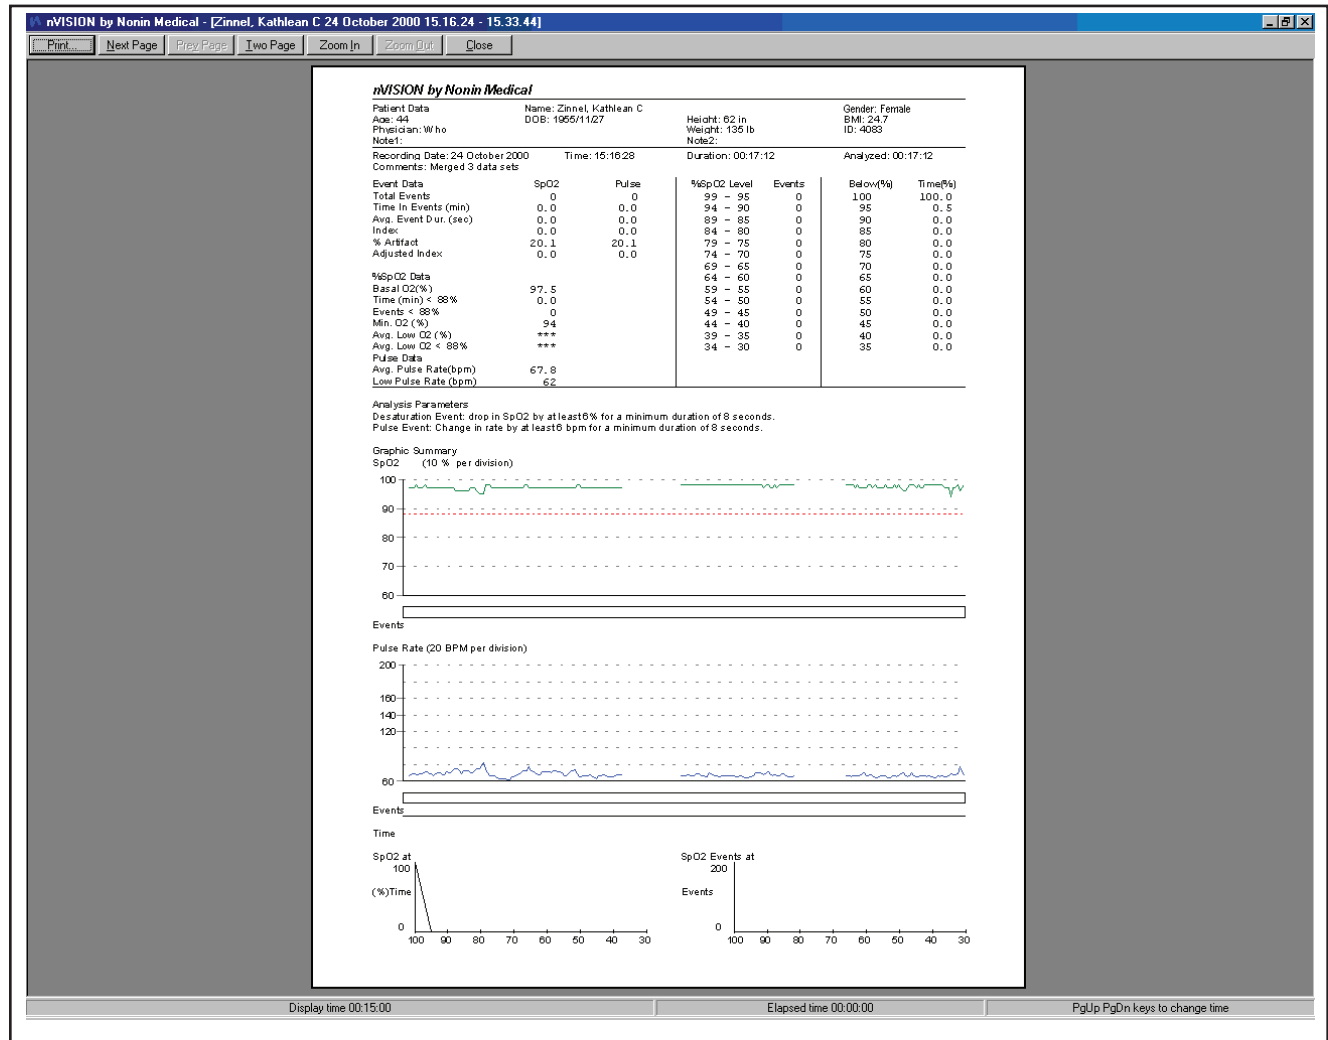 nVISION by Nonin Medical - [Zinnel, Kathlean C 24 October 2000 15.16.24 - 15.33.44]
Print... Next Page Prev Page Two Page Zoom In Zoom Out Close
nVISION by Nonin Medical
Patient Data Name: Zinnel, Kathlean C Gender: Female
Age: 44 DOB: 1955/11/27 Height: 62 in BMI: 24.7
Physician: Who Weight: 135 lb ID: 4083
Note1: Note2:
Recording Date: 24 October 2000 Time: 15:16:28 Duration: 00:17:12 Analyzed: 00:17:12
Comments: Merged 3 data sets
Event Data SpO2 Pulse %SpO2 Level Events Below(%) Time(%)
Total Events 0 0 99 - 95 0 100 100.0
Time In Events (min) 0.0 0.0 94 - 90 0 95 0.5
Avg. Event Dur. (sec) 0.0 0.0 89 - 85 0 90 0.0
Index 0.0 0.0 84 - 80 0 85 0.0
% Artifact 20.1 20.1 79 - 75 0 80 0.0
Adjusted Index 0.0 0.0 74 - 70 0 75 0.0
69 - 65 0 70 0.0
%SpO2 Data 64 - 60 0 65 0.0
Basal O2(%) 97.5 59 - 55 0 60 0.0
Time (min) < 88% 0.0 54 - 50 0 55 0.0
Events < 88% 0 49 - 45 0 50 0.0
Min. O2 (%) 94 44 - 40 0 45 0.0
Avg. Low O2 (%) *** 39 - 35 0 40 0.0
Avg. Low O2 < 88% *** 34 - 30 0 35 0.0
Pulse Data
Avg. Pulse Rate(bpm) 67.8
Low Pulse Rate (bpm) 62
Analysis Parameters
Desaturation Event: drop in SpO2 by at least 6% for a minimum duration of 8 seconds.
Pulse Event: Change in rate by at least 6 bpm for a minimum duration of 8 seconds.
Graphic Summary
SpO2 (10 % per division)
100
90
80
70
60
Events
Pulse Rate (20 BPM per division)
200
160
140
120
60
Events
Time
SpO2 at SpO2 Events at
100 200
(%)Time Events
0 0
100 90 80 70 60 50 40 30 100 90 80 70 60 50 40 30
Display time 00:15:00 Elapsed time 00:00:00 PgUp PgDn keys to change time